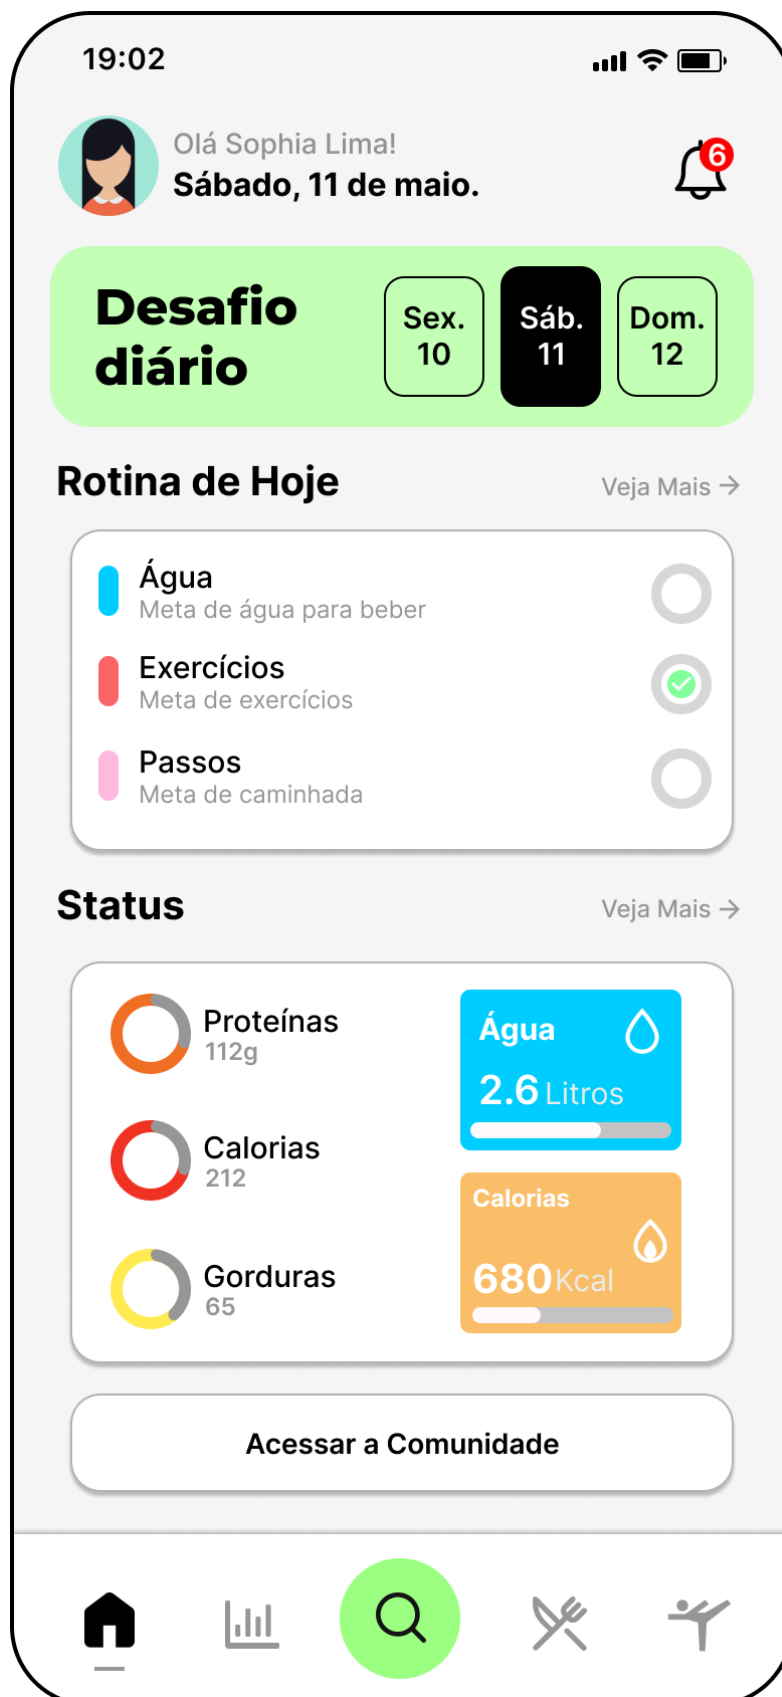 19:02
Olá Sophia Lima!
Sábado, 11 de maio.
6
Desafio
diário
Sex.
10
Sáb.
11
Dom.
12
Rotina de Hoje
Veja Mais →
Água
Meta de água para beber
Exercícios
Meta de exercícios
Passos
Meta de caminhada
Status
Veja Mais →
Proteínas
112g
Calorias
212
Gorduras
65
Água
2.6 Litros
Calorias
680 Kcal
Acessar a Comunidade